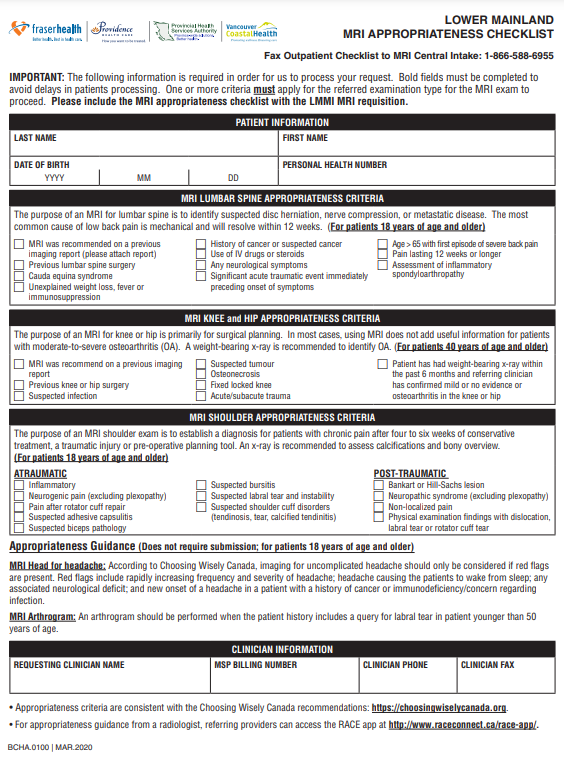 fraserhealth
Better health. Best in health care.
Providence
HEALTH CARE
How you want to be treated.
Provincial Health
Services Authority
Province-wide solutions.
Better health.
Vancouver
CoastalHealth
Promoting wellness. Ensuring care.
LOWER MAINLAND
MRI APPROPRIATENESS CHECKLIST
Fax Outpatient Checklist to MRI Central Intake: 1-866-588-6955
IMPORTANT: The following information is required in order for us to process your request. Bold fields must be completed to
avoid delays in patients processing. One or more criteria must apply for the referred examination type for the MRI exam to
proceed. Please include the MRI appropriateness checklist with the LMMI MRI requisition.
PATIENT INFORMATION
LAST NAME
FIRST NAME
DATE OF BIRTH
YYYY MM DD
PERSONAL HEALTH NUMBER
MRI LUMBAR SPINE APPROPRIATENESS CRITERIA
The purpose of an MRI for lumbar spine is to identify suspected disc herniation, nerve compression, or metastatic disease. The most
common cause of low back pain is mechanical and will resolve within 12 weeks. (For patients 18 years of age and older)
MRI was recommended on a previous
imaging report (please attach report)
Previous lumbar spine surgery
Cauda equina syndrome
Unexplained weight loss, fever or
immunosuppression
History of cancer or suspected cancer
Use of IV drugs or steroids
Any neurological symptoms
Significant acute traumatic event immediately
preceding onset of symptoms
Age > 65 with first episode of severe back pain
Pain lasting 12 weeks or longer
Assessment of inflammatory
spondyloarthropathy
MRI KNEE and HIP APPROPRIATENESS CRITERIA
The purpose of an MRI for knee or hip is primarily for surgical planning. In most cases, using MRI does not add useful information for patients
with moderate-to-severe osteoarthritis (OA). A weight-bearing x-ray is recommended to identify OA. (For patients 40 years of age and older)
MRI was recommend on a previous imaging
report
Previous knee or hip surgery
Suspected infection
Suspected tumour
Osteonecrosis
Fixed locked knee
Acute/subacute trauma
Patient has had weight-bearing x-ray within
the past 6 months and referring clinician
has confirmed mild or no evidence or
osteoarthritis in the knee or hip
MRI SHOULDER APPROPRIATENESS CRITERIA
The purpose of an MRI shoulder exam is to establish a diagnosis for patients with chronic pain after four to six weeks of conservative
treatment, a traumatic injury or pre-operative planning tool. An x-ray is recommended to assess calcifications and bony overview.
(For patients 18 years of age and older)
ATRAUMATIC
Inflammatory
Neurogenic pain (excluding plexopathy)
Pain after rotator cuff repair
Suspected adhesive capsulitis
Suspected biceps pathology
Suspected bursitis
Suspected labral tear and instability
Suspected shoulder cuff disorders
(tendinosis, tear, calcified tendinitis)
POST-TRAUMATIC
Bankart or Hill-Sachs lesion
Neuropathic syndrome (excluding plexopathy)
Non-localized pain
Physical examination findings with dislocation,
labral tear or rotator cuff tear
Appropriateness Guidance (Does not require submission; for patients 18 years of age and older)
MRI Head for headache: According to Choosing Wisely Canada, imaging for uncomplicated headache should only be considered if red flags
are present. Red flags include rapidly increasing frequency and severity of headache; headache causing the patients to wake from sleep; any
associated neurological deficit; and new onset of a headache in a patient with a history of cancer or immunodeficiency/concern regarding
infection.
MRI Arthrogram: An arthrogram should be performed when the patient history includes a query for labral tear in patient younger than 50
years of age.
CLINICIAN INFORMATION
REQUESTING CLINICIAN NAME
MSP BILLING NUMBER
CLINICIAN PHONE
CLINICIAN FAX
• Appropriateness criteria are consistent with the Choosing Wisely Canada recommendations: https://choosingwiselycanada.org.
• For appropriateness guidance from a radiologist, referring providers can access the RACE app at http://www.raceconnect.ca/race-app/.
BCHA.0100 | MAR.2020